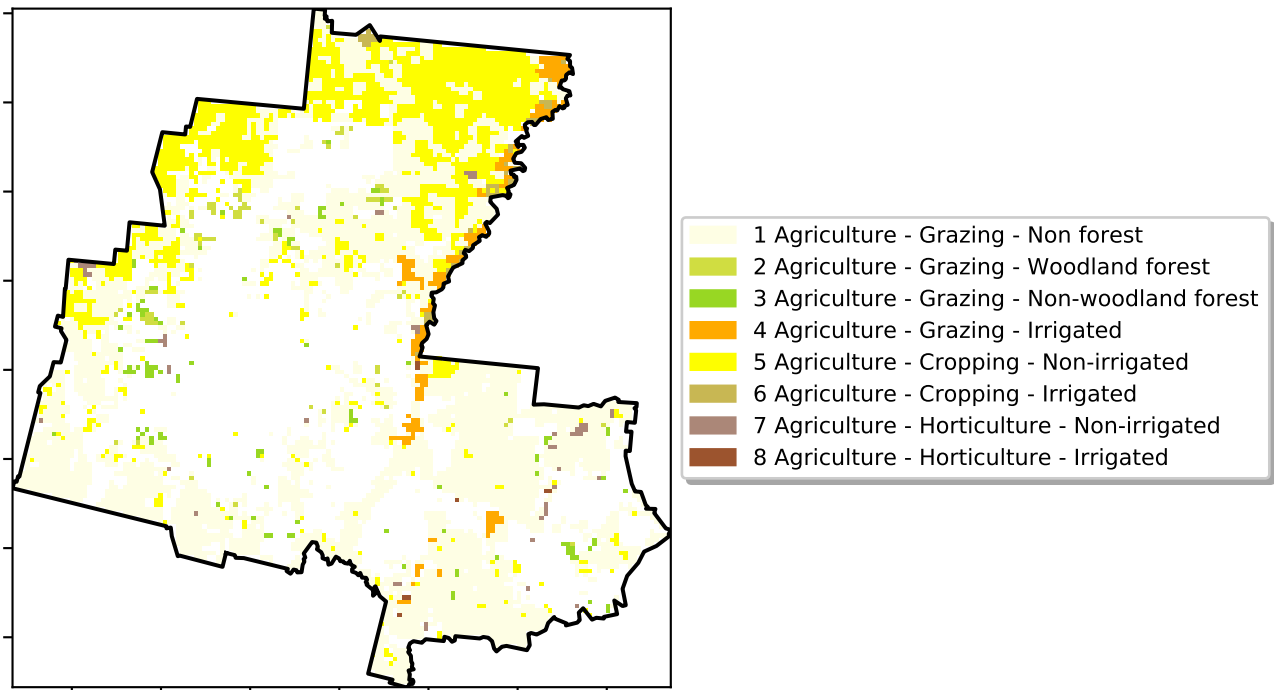 1 Agriculture - Grazing - Non forest
2 Agriculture - Grazing - Woodland forest
3 Agriculture - Grazing - Non-woodland forest
4 Agriculture - Grazing - Irrigated
5 Agriculture - Cropping - Non-irrigated
6 Agriculture - Cropping - Irrigated
7 Agriculture - Horticulture - Non-irrigated
8 Agriculture - Horticulture - Irrigated